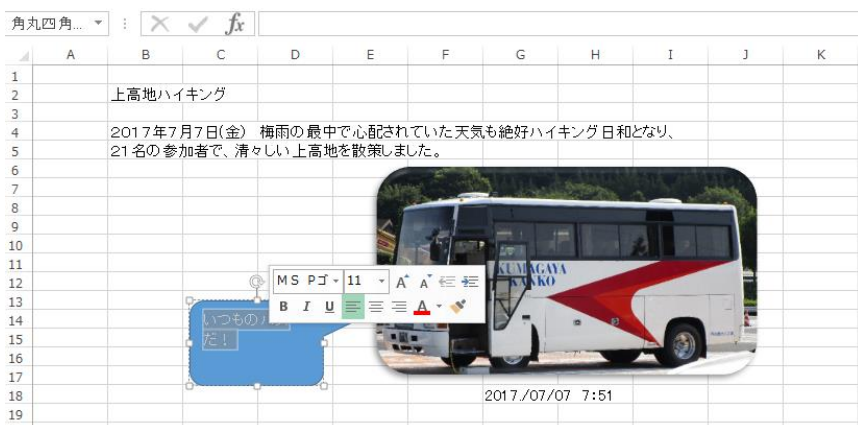 角丸四角...
fx
A B C D E F G H I J K
1
2 上高地ハイキング
3
4 2017年7月7日(金) 梅雨の最中で心配されていた天気も絶好ハイキング日和となり、
5 21名の参加者で、清々しい上高地を散策しました。
6
7
8
9
10
11 KUMAGAYA
12 MS Pゴ 11 A A KANKO
13 B I U A
14 いつもの
15 だ!
16
17
18 2017/07/07 7:51
19